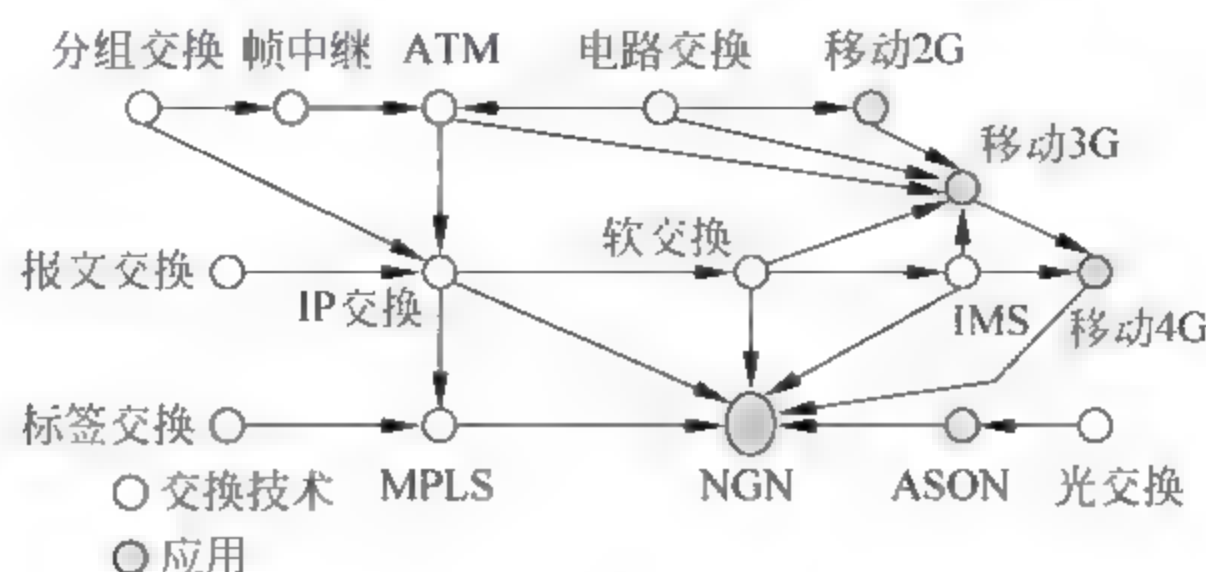 分组交换 帧中继 ATM 电路交换 移动2G
移动3G
报文交换 软交换
IP交换 IMS 移动4G
标签交换
MPLS NGN ASON 光交换
交换技术
应用